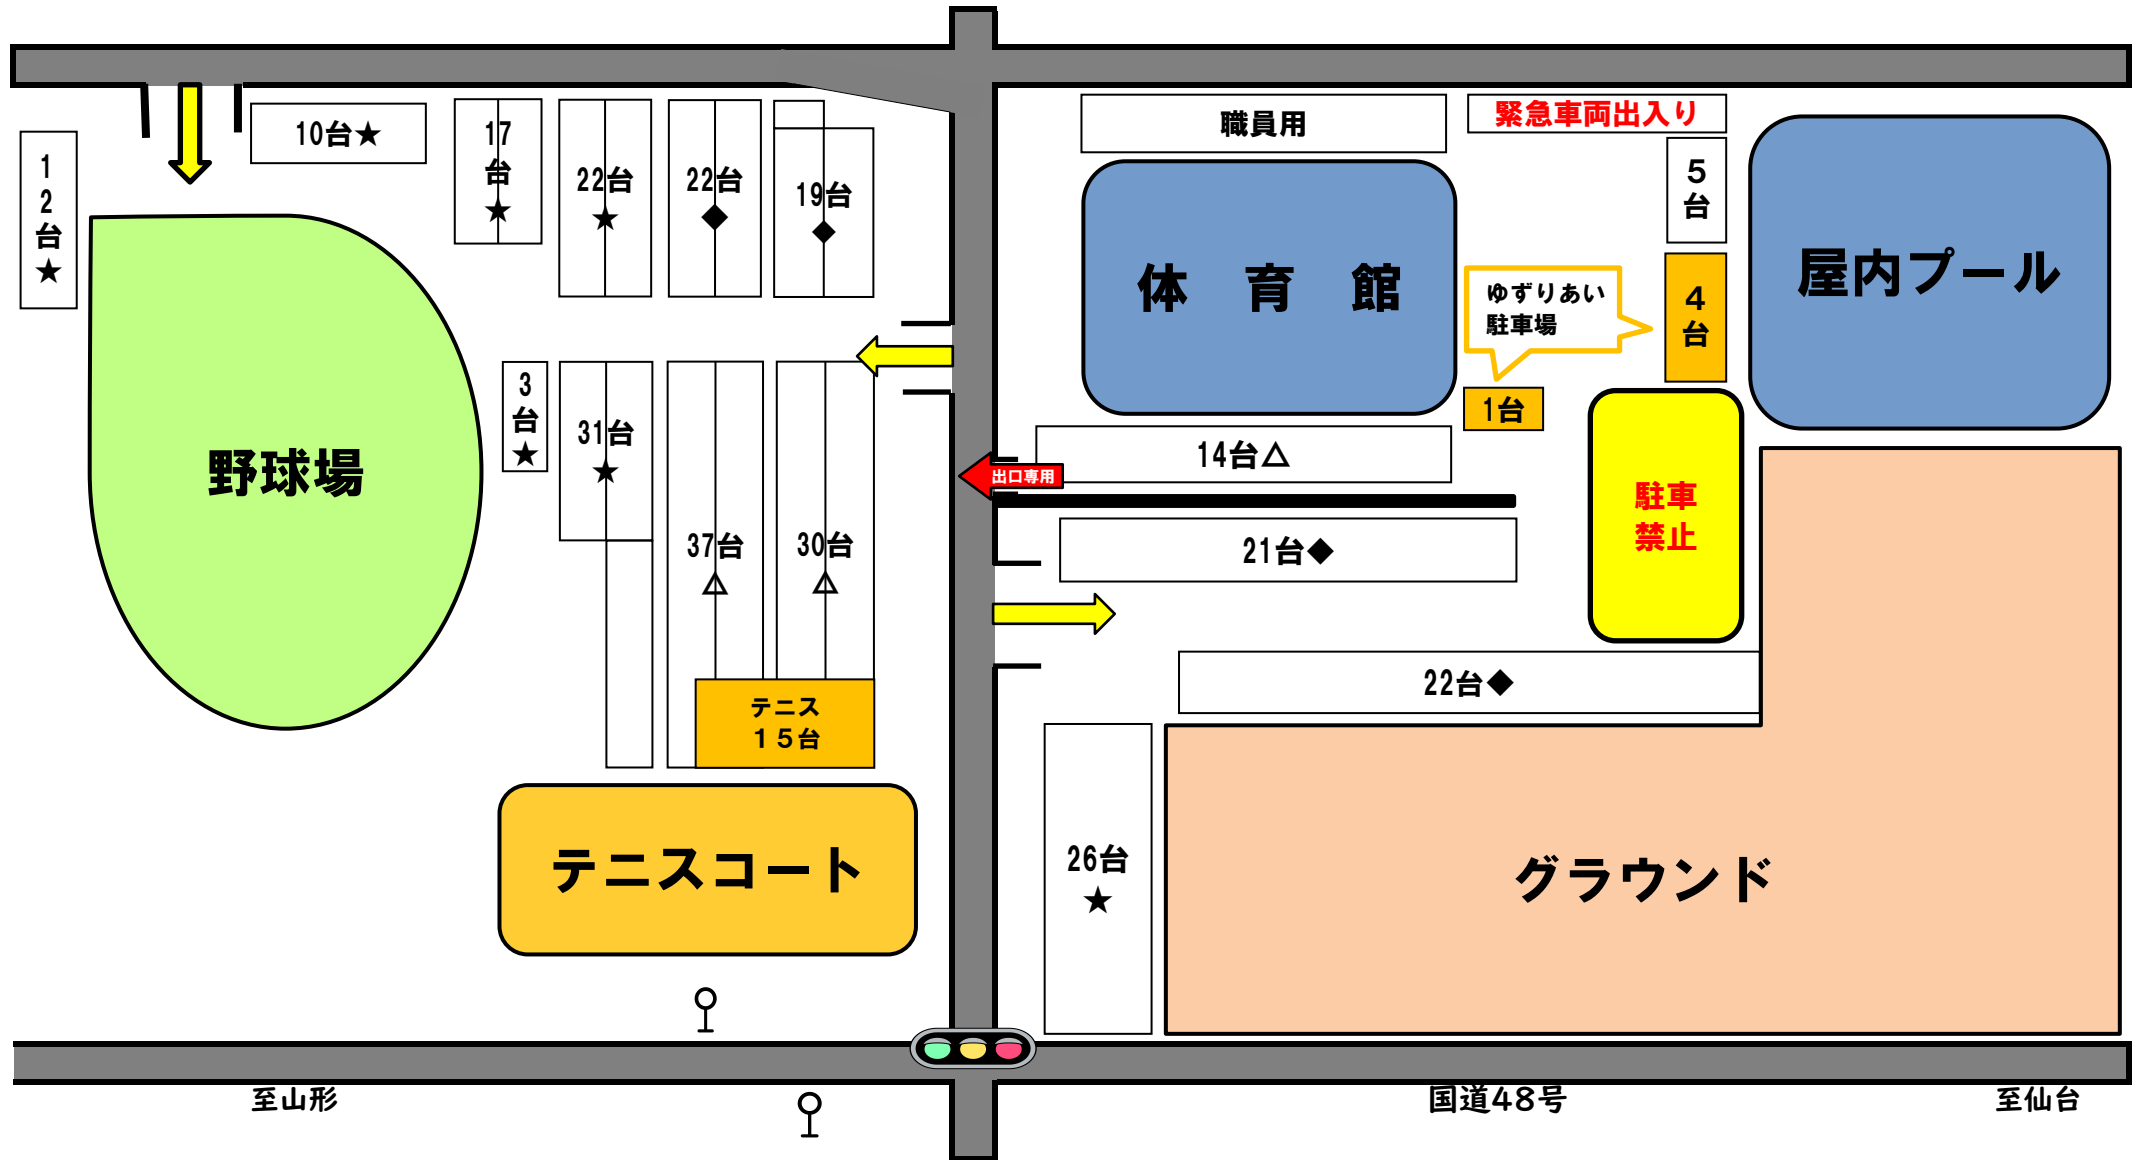 10台★
17
台
★
22台
★
22台
◆
19台
◆
1
2
台
★
職員用
緊急車両出入り
5
台
体　育　館
屋内プール
ゆずりあい
駐車場
4
台
1台
3
台
★
31台
★
野球場
14台△
出口専用
駐車
禁止
37台
△
30台
△
21台◆
22台◆
テニス
１５台
テニスコート
26台
★
グラウンド
至山形
国道48号
至仙台